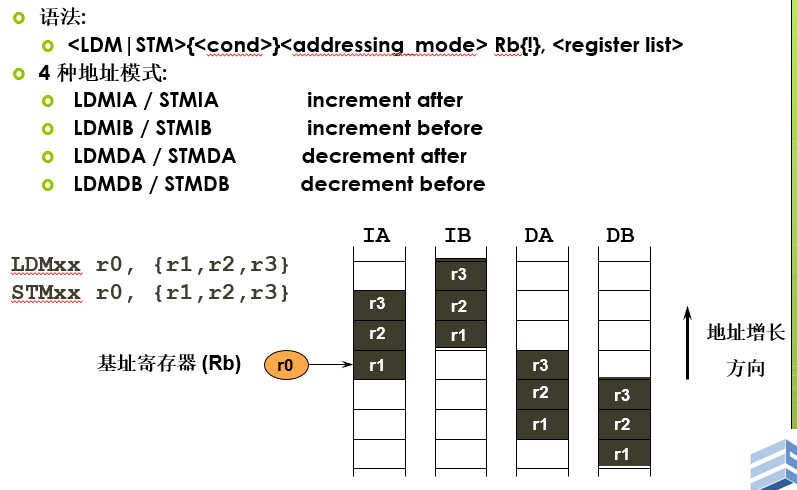 语法:
<LDM|STM>{<cond>}<addressing_mode> Rb{!}, <register list>
4 种地址模式:
LDMIA / STMIA increment after
LDMIB / STMIB increment before
LDMDA / STMDA decrement after
LDMDB / STMDB decrement before
IA IB DA DB
LDMxx r0, {r1,r2,r3}
STMxx r0, {r1,r2,r3}
基址寄存器 (Rb) r0
r3
r2
r1
r3
r2
r1
r3
r2
r1
r3
r2
r1
地址增长
方向